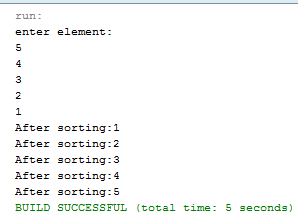 run:
enter element:
5
4
3
2
1
After sorting:1
After sorting:2
After sorting:3
After sorting:4
After sorting:5
BUILD SUCCESSFUL (total time: 5 seconds)